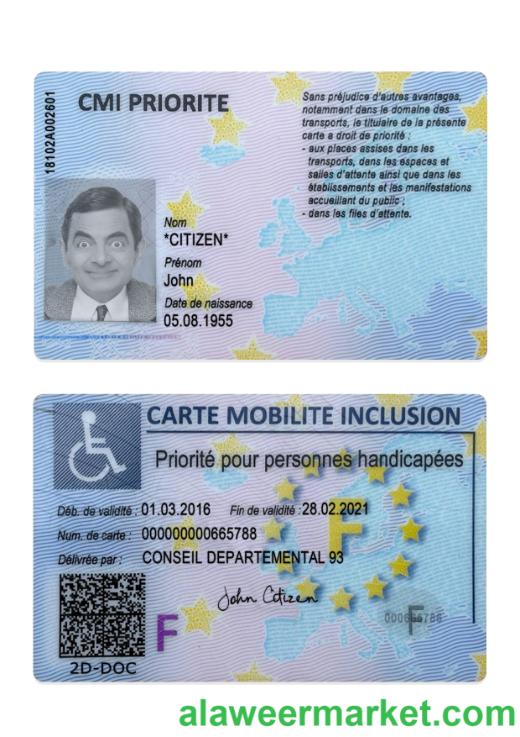 18102A002601
CMI PRIORITE
Sans préjudice d'autres avantages,
notamment dans le domaine des
transports, le titulaire de la présente
carte a droit de priorité :
- aux places assises dans les
transports, dans les espaces et
salles d'attente ainsi que dans les
établissements et les manifestations
accueillant du public ;
- dans les files d'attente.
Nom
*CITIZEN*
Prénom
John
Date de naissance
05.08.1955
CARTE MOBILITE INCLUSION
Priorité pour personnes handicapées
Déb. de validité : 01.03.2016 Fin de validité : 28.02.2021
Num. de carte : 000000000665788
Délivrée par : CONSEIL DEPARTEMENTAL 93
F
John Citizen
F
F
2D-DOC
alaweermarket.com